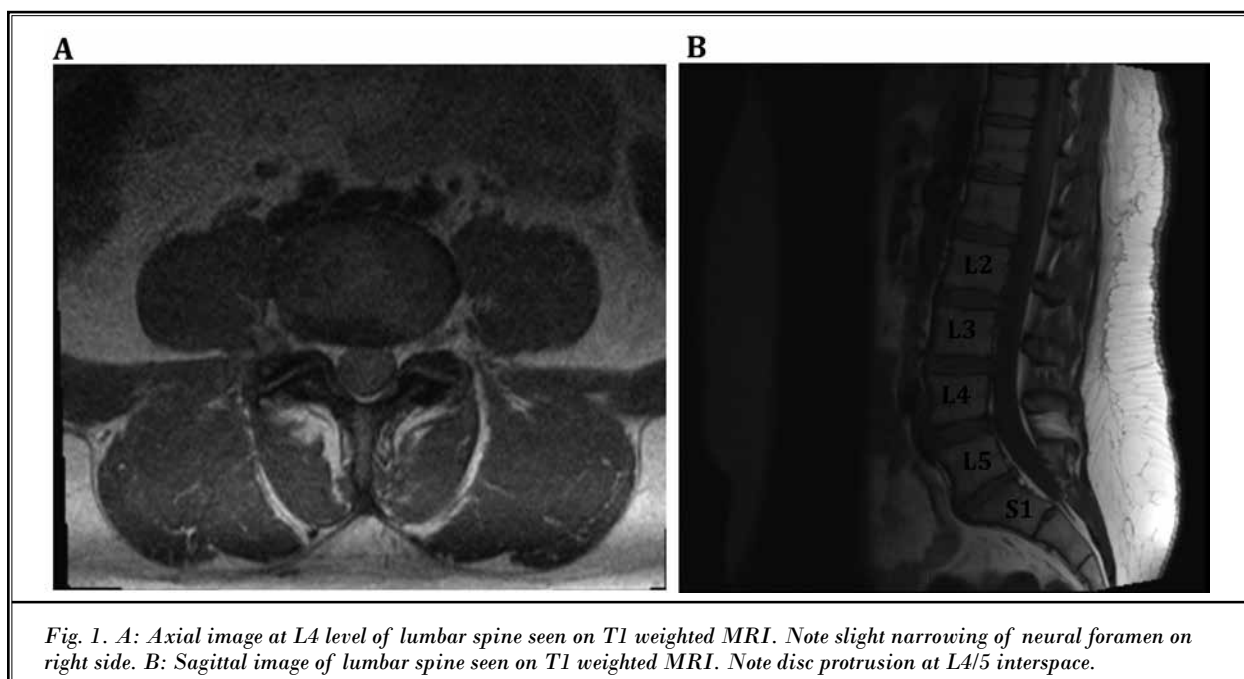 A
B
L2
L3
L4
L5
S1
Fig. 1. A: Axial image at L4 level of lumbar spine seen on T1 weighted MRI. Note slight narrowing of neural foramen on
right side. B: Sagittal image of lumbar spine seen on T1 weighted MRI. Note disc protrusion at L4/5 interspace.